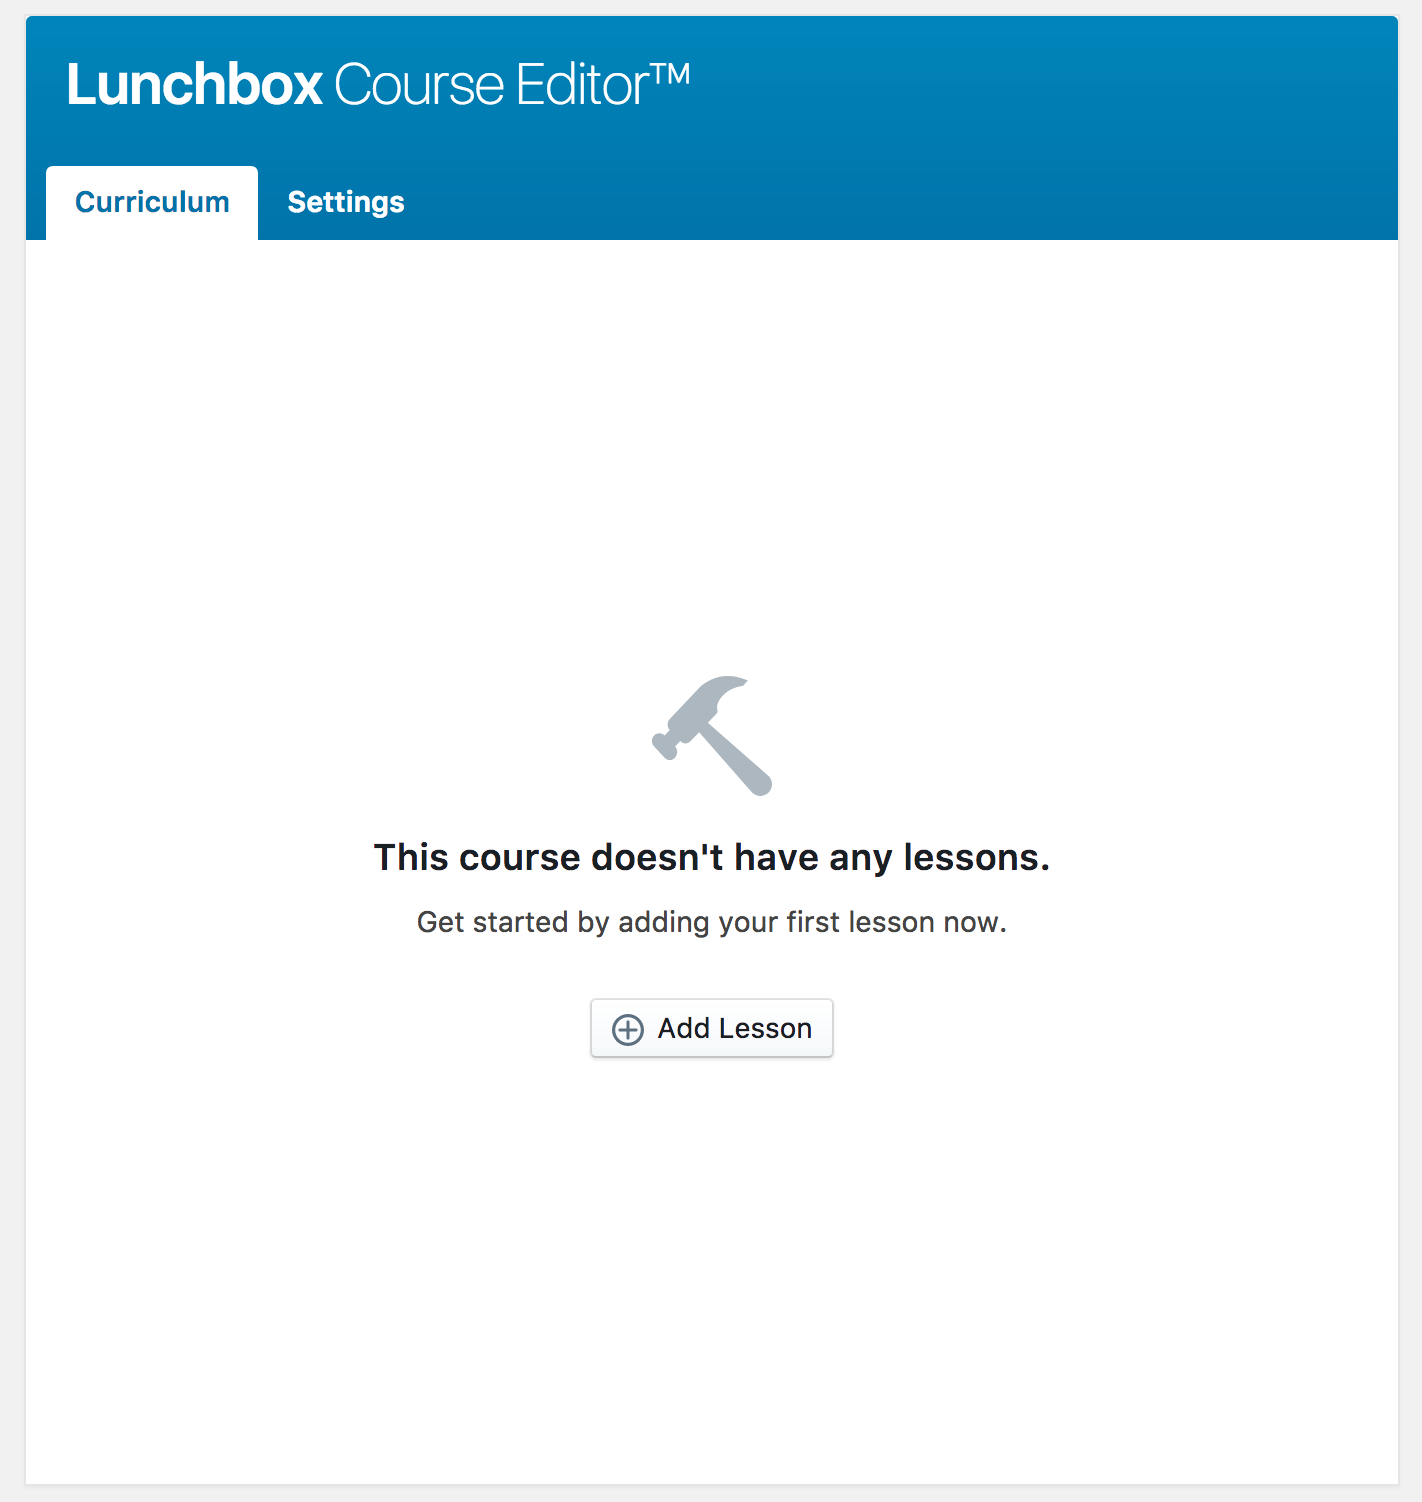 Lunchbox Course Editor™
Curriculum Settings
This course doesn't have any lessons.
Get started by adding your first lesson now.
Add Lesson